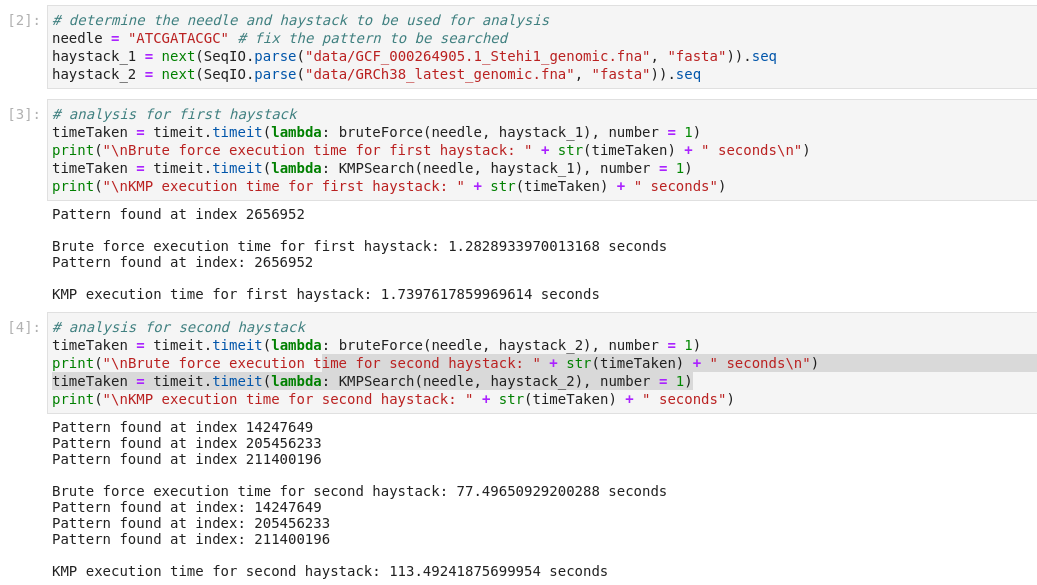 [2]: # determine the needle and haystack to be used for analysis
needle = "ATCGATACGC" # fix the pattern to be searched
haystack_1 = next(SeqIO.parse("data/GCF_000264905.1_Stehi1_genomic.fna", "fasta")).seq
haystack_2 = next(SeqIO.parse("data/GRCh38_latest_genomic.fna", "fasta")).seq
[3]: # analysis for first haystack
timeTaken = timeit.timeit(lambda: bruteForce(needle, haystack_1), number = 1)
print("\nBrute force execution time for first haystack: " + str(timeTaken) + " seconds\n")
timeTaken = timeit.timeit(lambda: KMPSearch(needle, haystack_1), number = 1)
print("\nKMP execution time for first haystack: " + str(timeTaken) + " seconds")
Pattern found at index 2656952
Brute force execution time for first haystack: 1.2828933970013168 seconds
Pattern found at index: 2656952
KMP execution time for first haystack: 1.7397617859969614 seconds
[4]: # analysis for second haystack
timeTaken = timeit.timeit(lambda: bruteForce(needle, haystack_2), number = 1)
print("\nBrute force execution time for second haystack: " + str(timeTaken) + " seconds\n")
timeTaken = timeit.timeit(lambda: KMPSearch(needle, haystack_2), number = 1)
print("\nKMP execution time for second haystack: " + str(timeTaken) + " seconds")
Pattern found at index 14247649
Pattern found at index 205456233
Pattern found at index 211400196
Brute force execution time for second haystack: 77.49650929200288 seconds
Pattern found at index: 14247649
Pattern found at index: 205456233
Pattern found at index: 211400196
KMP execution time for second haystack: 113.49241875699954 seconds